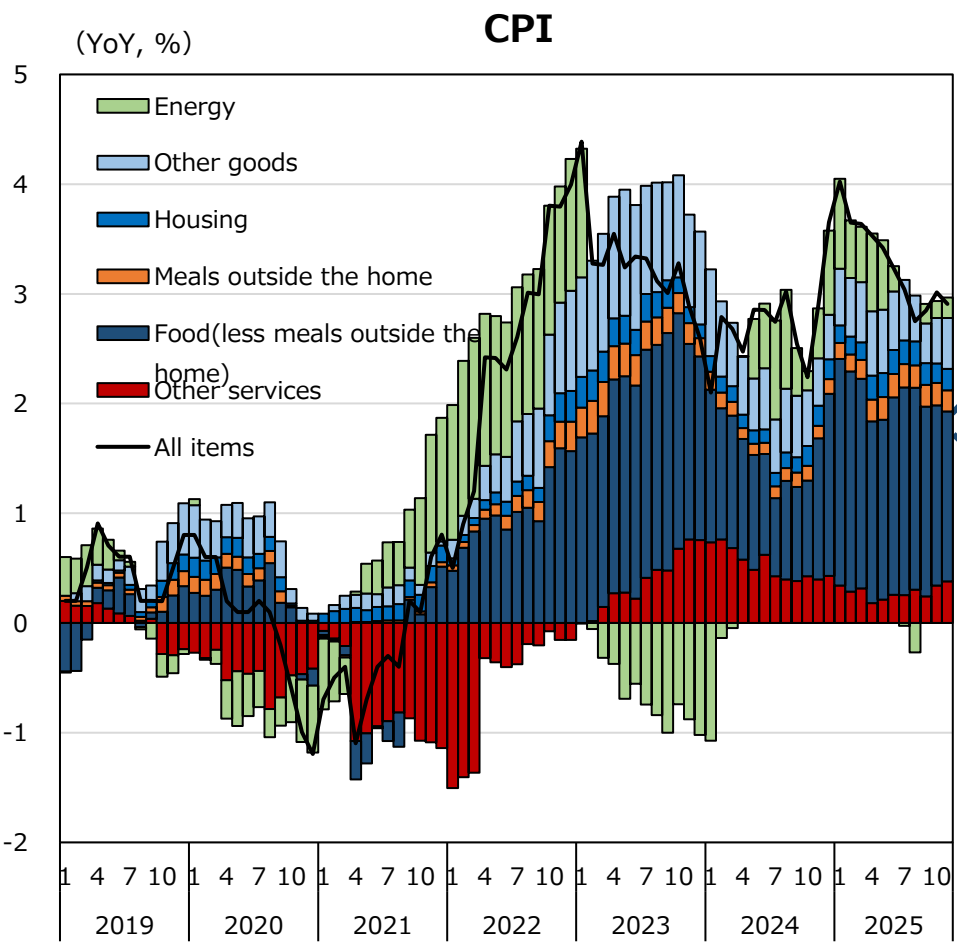 CPI
（YoY, %）
5
4
3
2
1
0
-1
-2
Energy
Other goods
Housing
Meals outside the home
Food(less meals outside the
home)
Other services
All items
1 4 7 10 1 4 7 10 1 4 7 10 1 4 7 10 1 4 7 10 1 4 7 10 1 4 7 10
2019 2020 2021 2022 2023 2024 2025